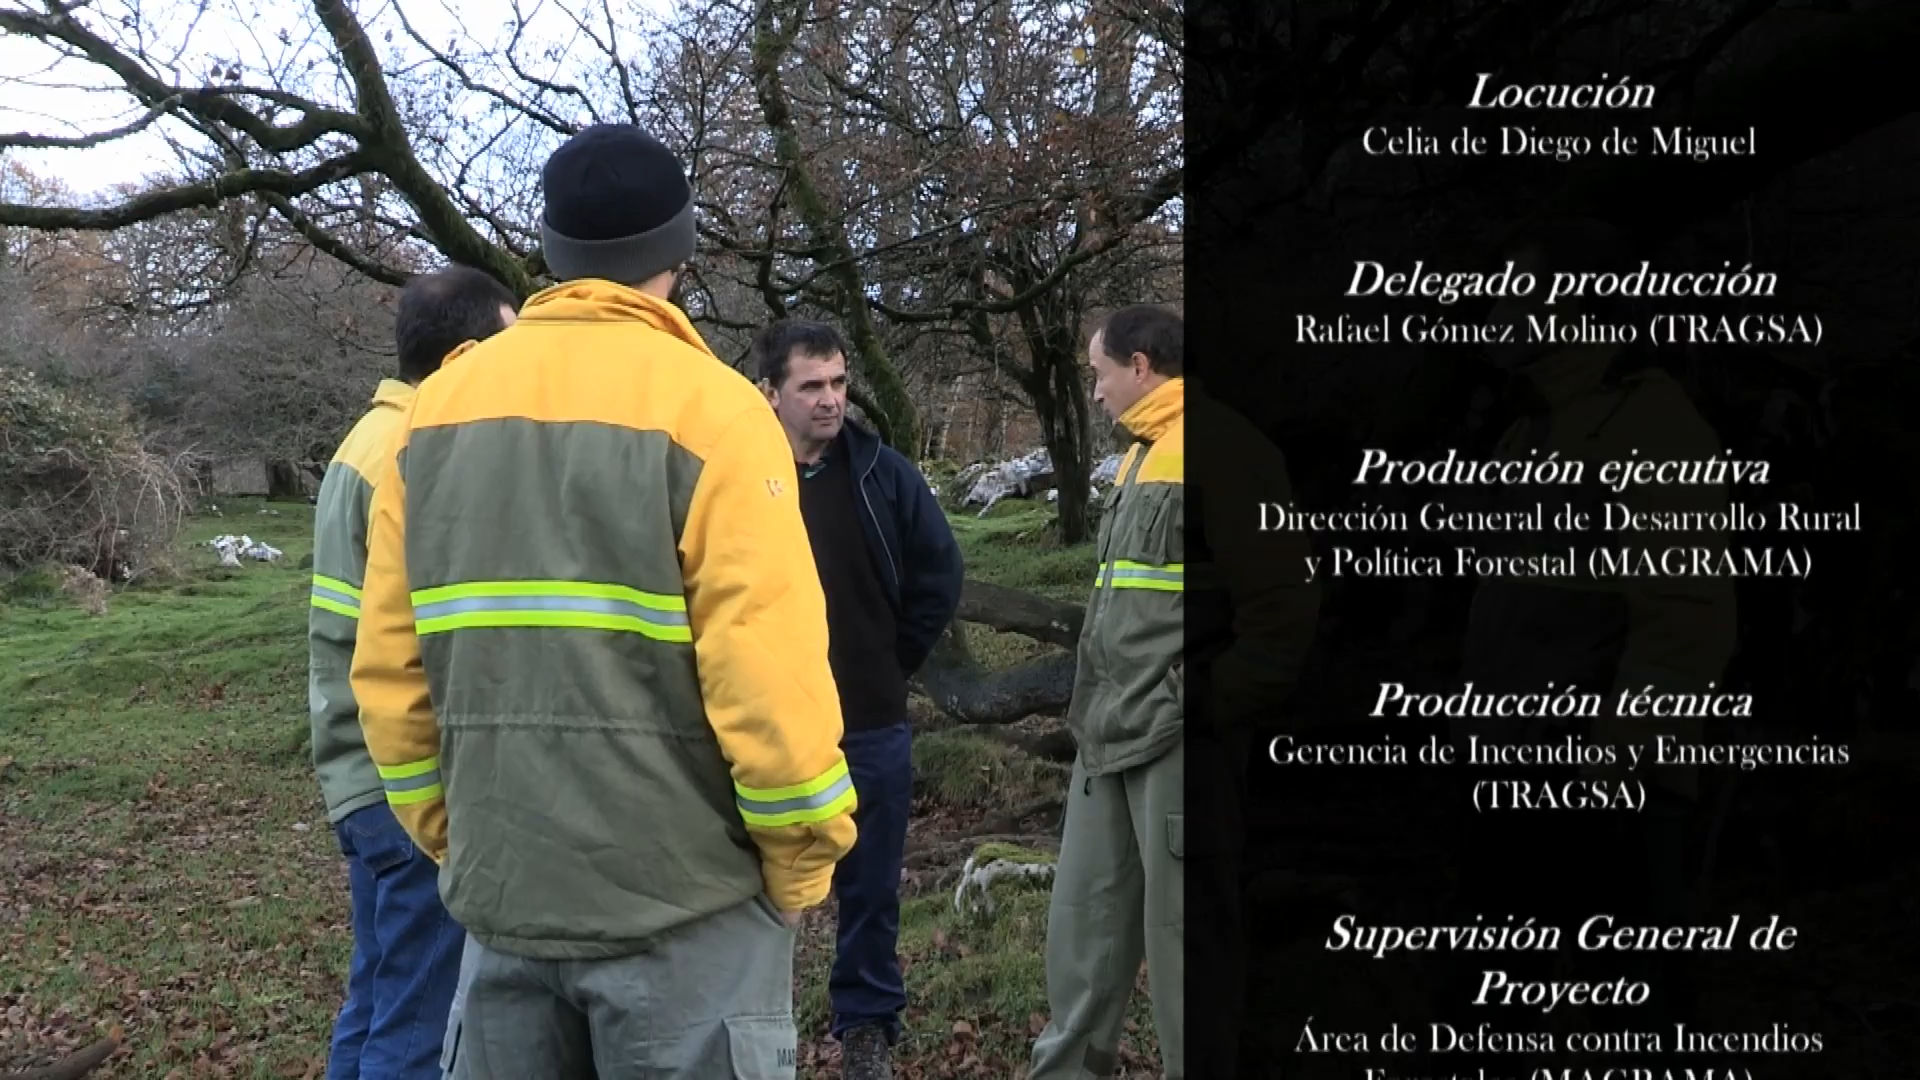 Locución
Celia de Diego de Miguel
Delegado producción
Rafael Gómez Molino (TRAGSA)
Producción ejecutiva
Dirección General de Desarrollo Rural
y Política Forestal (MAGRAMA)
Producción técnica
Gerencia de Incendios y Emergencias
(TRAGSA)
Supervisión General de
Proyecto
Área de Defensa contra Incendios
Forestales (MAGRAMA)